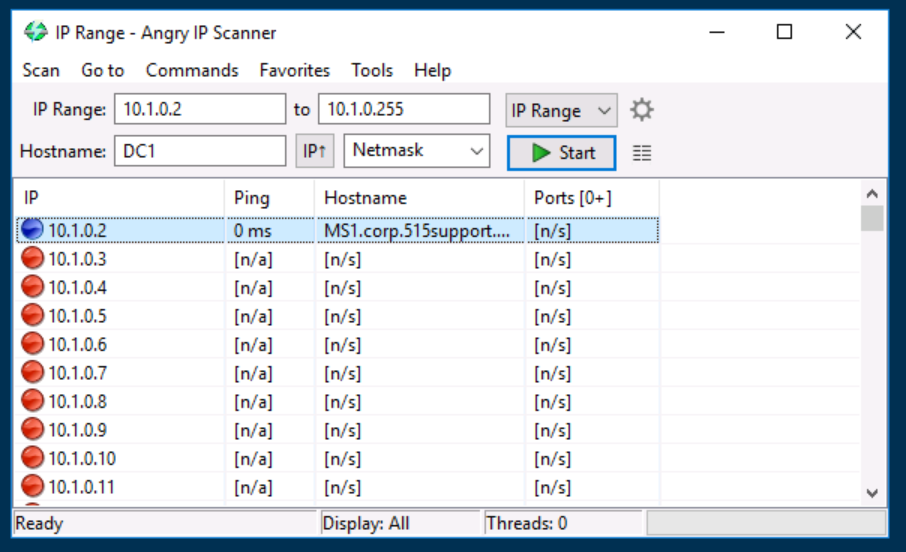 IP Range - Angry IP Scanner
Scan Go to Commands Favorites Tools Help
IP Range: 10.1.0.2 to 10.1.0.255 IP Range
Hostname: DC1 IP↑ Netmask Start
IP Ping Hostname Ports [0+]
10.1.0.2 0 ms MS1.corp.515support.... [n/s]
10.1.0.3 [n/a] [n/s] [n/s]
10.1.0.4 [n/a] [n/s] [n/s]
10.1.0.5 [n/a] [n/s] [n/s]
10.1.0.6 [n/a] [n/s] [n/s]
10.1.0.7 [n/a] [n/s] [n/s]
10.1.0.8 [n/a] [n/s] [n/s]
10.1.0.9 [n/a] [n/s] [n/s]
10.1.0.10 [n/a] [n/s] [n/s]
10.1.0.11 [n/a] [n/s] [n/s]
Ready Display: All Threads: 0